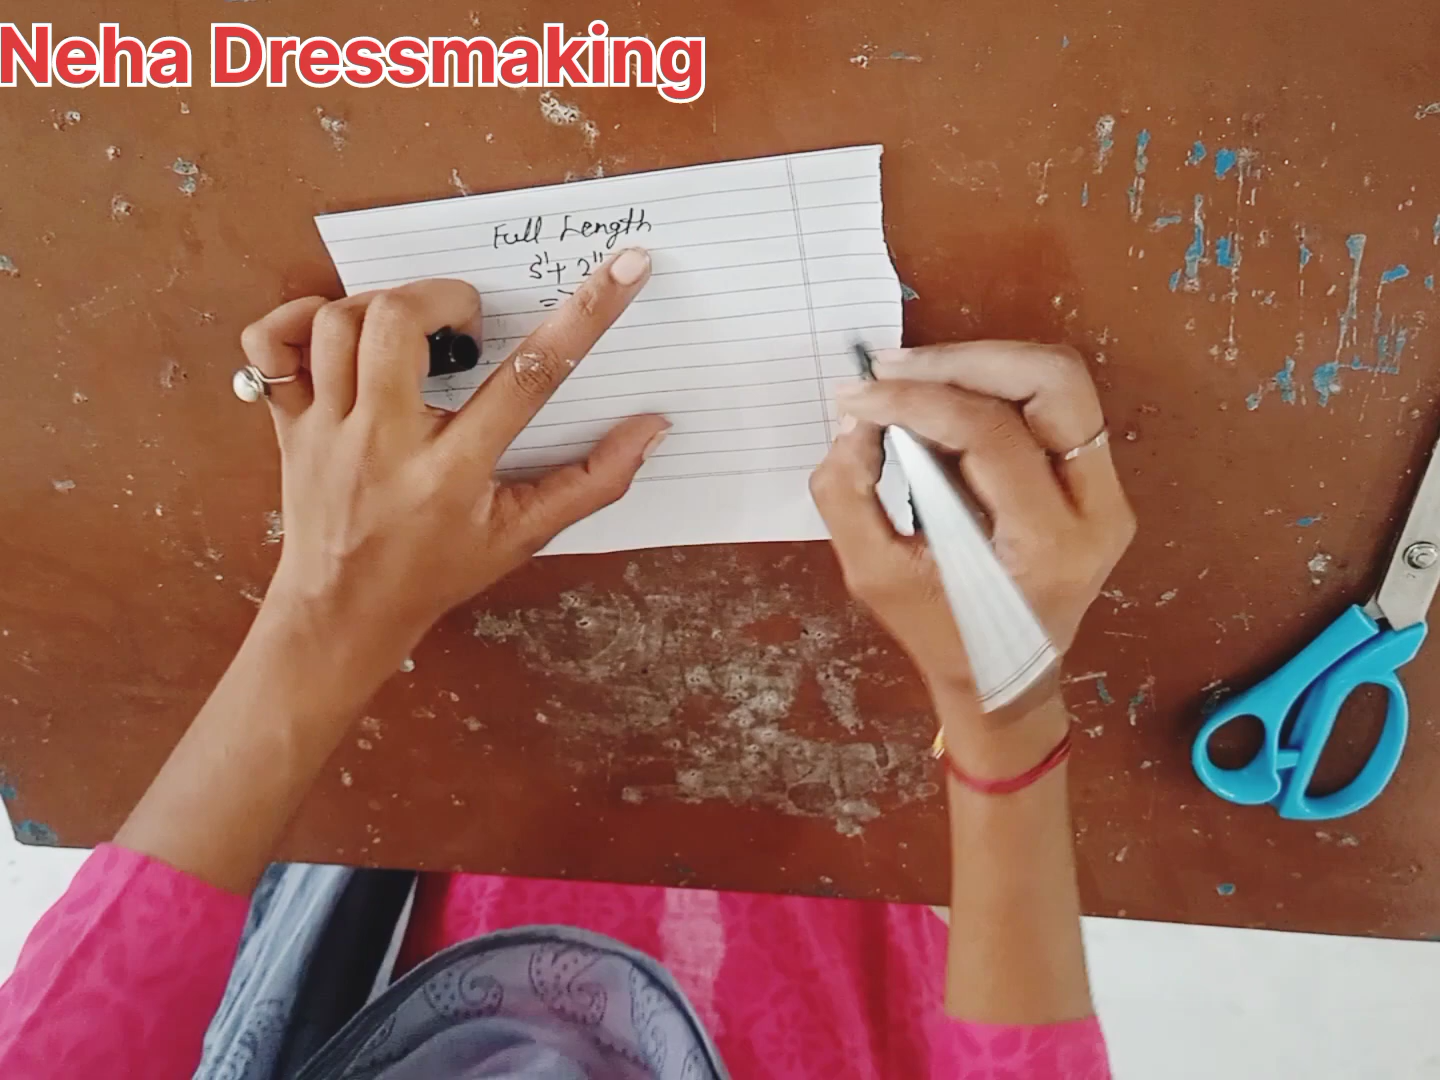 Neha Dressmaking
Full Length
5" + 2"
=